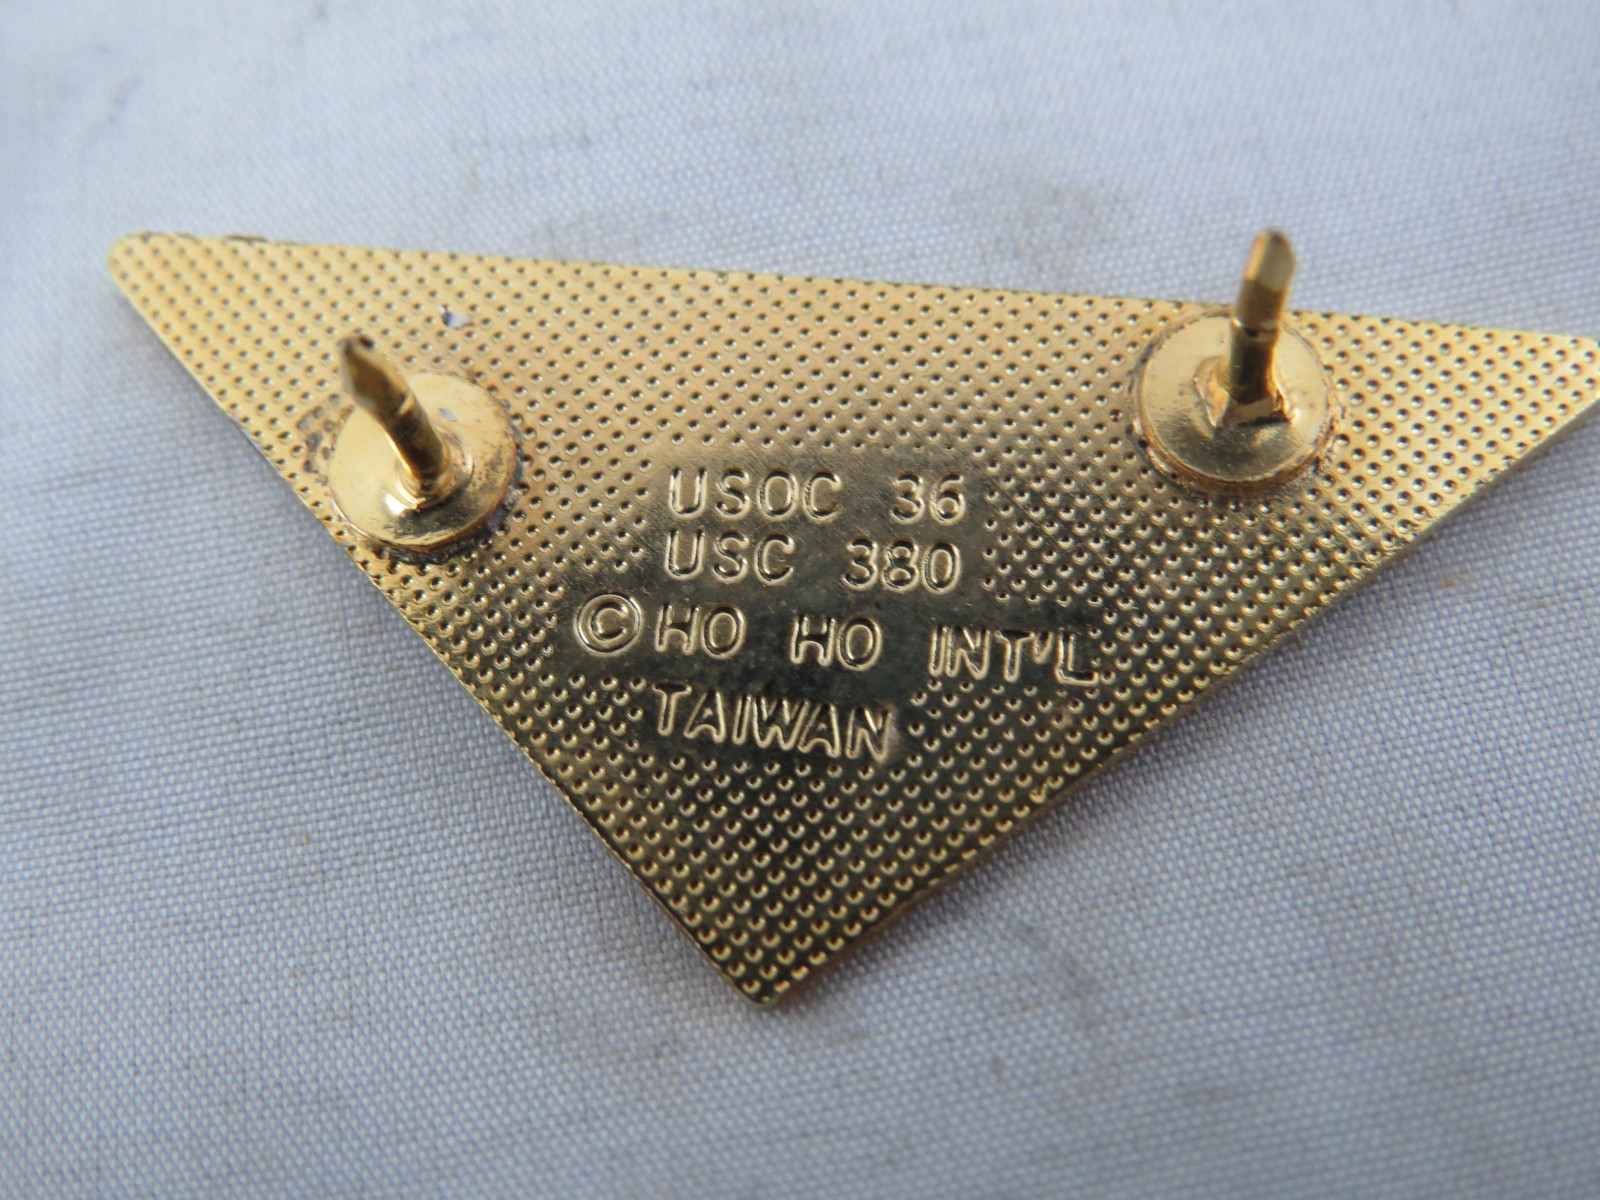 USOC 36
USC 380
©HO HO INT'L
TAIWAN